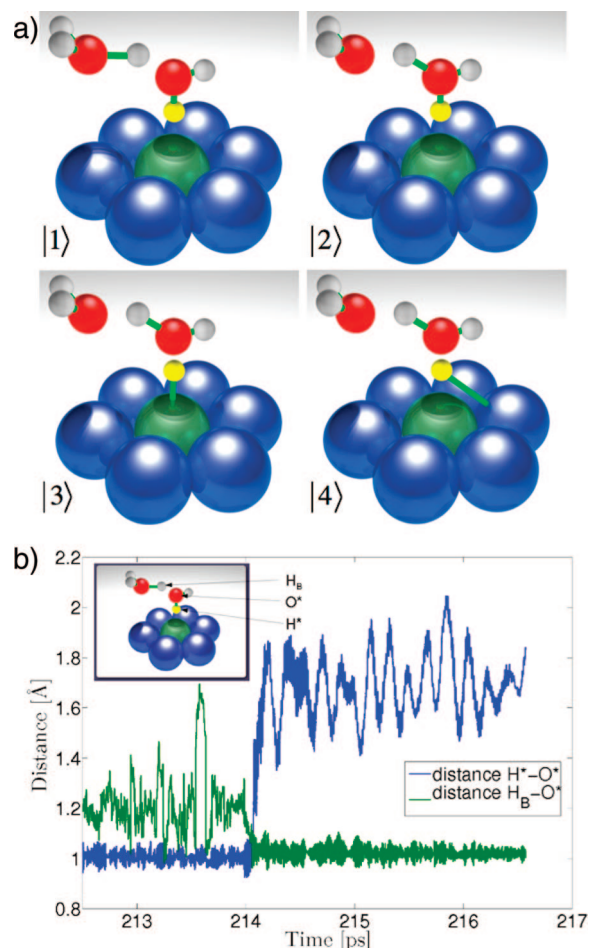 a)
|1⟩
|2⟩
|3⟩
|4⟩
b)
2.2
2
1.8
1.6
1.4
1.2
1
0.8
Distance [Å]
H_B
O*
H*
distance H*–O*
distance H_B–O*
213
214
215
216
217
Time [ps]